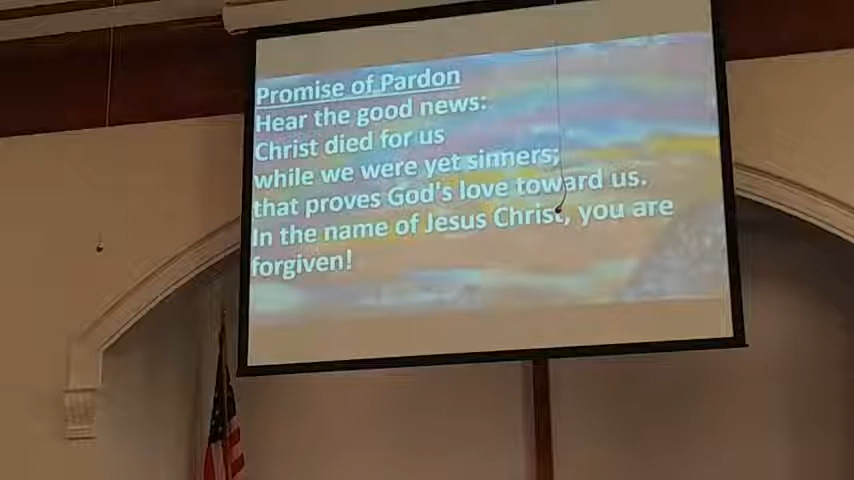 Promise of Pardon
Hear the good news:
Christ died for us
while we were yet sinners;
that proves God's love toward us.
In the name of Jesus Christ, you are
forgiven!